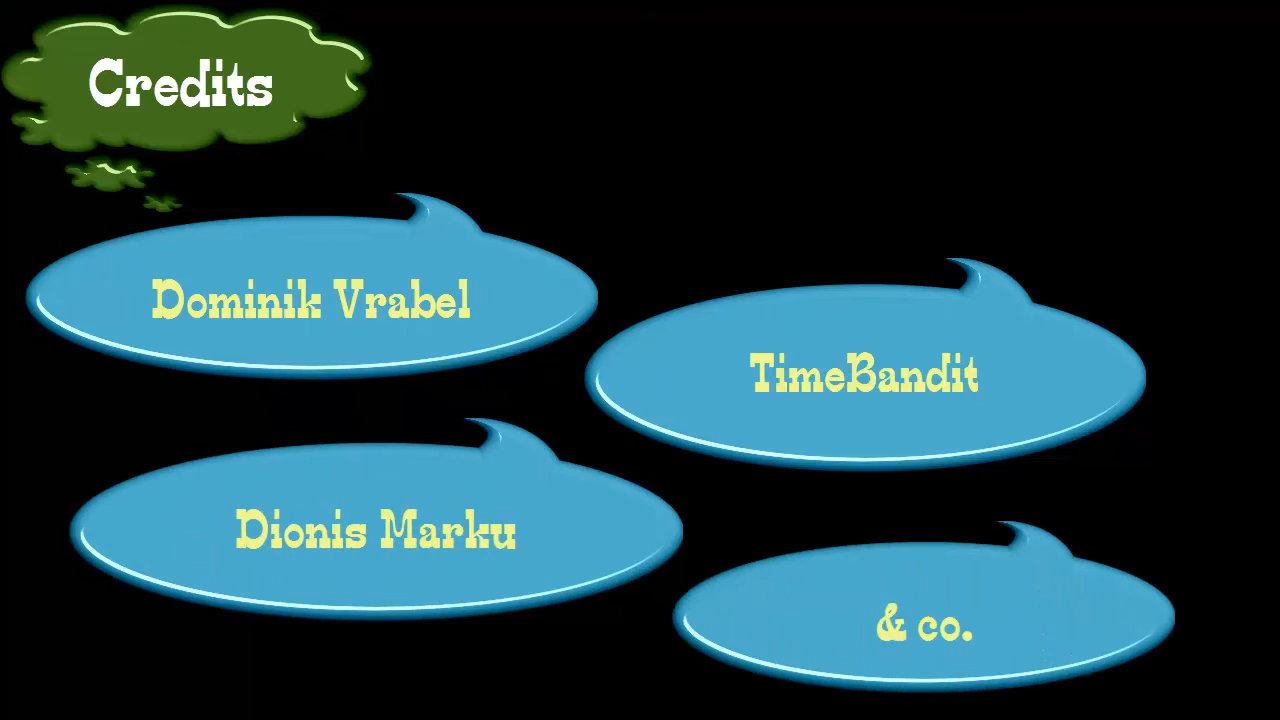 Credits
Dominik Vrabel
TimeBandit
Dionis Marku
& co.